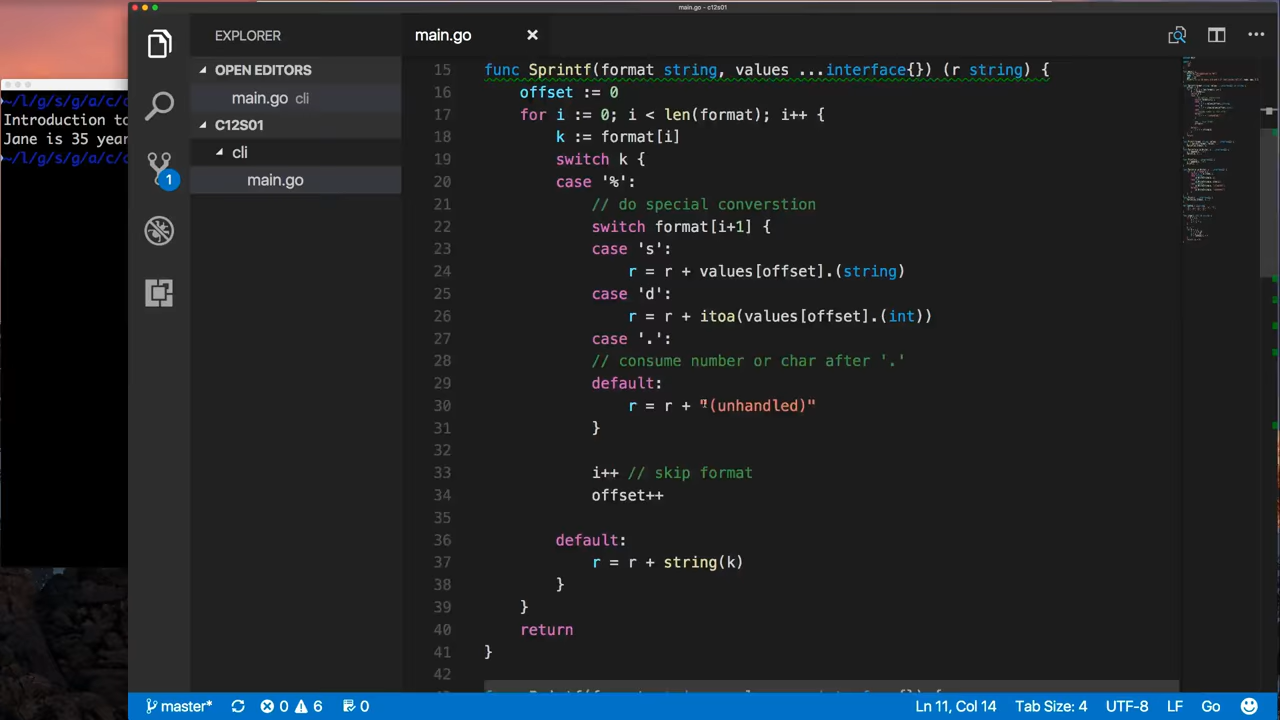 main.go - c12s01
EXPLORER
main.go
OPEN EDITORS
main.go cli
C12S01
cli
main.go
1
~/l/g/s/g/a/c/c
Introduction to
Jane is 35 year
~/l/g/s/g/a/c/c
15 func Sprintf(format string, values ...interface{}) (r string) {
16 offset := 0
17 for i := 0; i < len(format); i++ {
18 k := format[i]
19 switch k {
20 case '%':
21 // do special converstion
22 switch format[i+1] {
23 case 's':
24 r = r + values[offset].(string)
25 case 'd':
26 r = r + itoa(values[offset].(int))
27 case '.':
28 // consume number or char after '.'
29 default:
30 r = r + "(unhandled)"
31 }
32
33 i++ // skip format
34 offset++
35
36 default:
37 r = r + string(k)
38 }
39 }
40 return
41 }
42
master* 0 6 0 Ln 11, Col 14 Tab Size: 4 UTF-8 LF Go